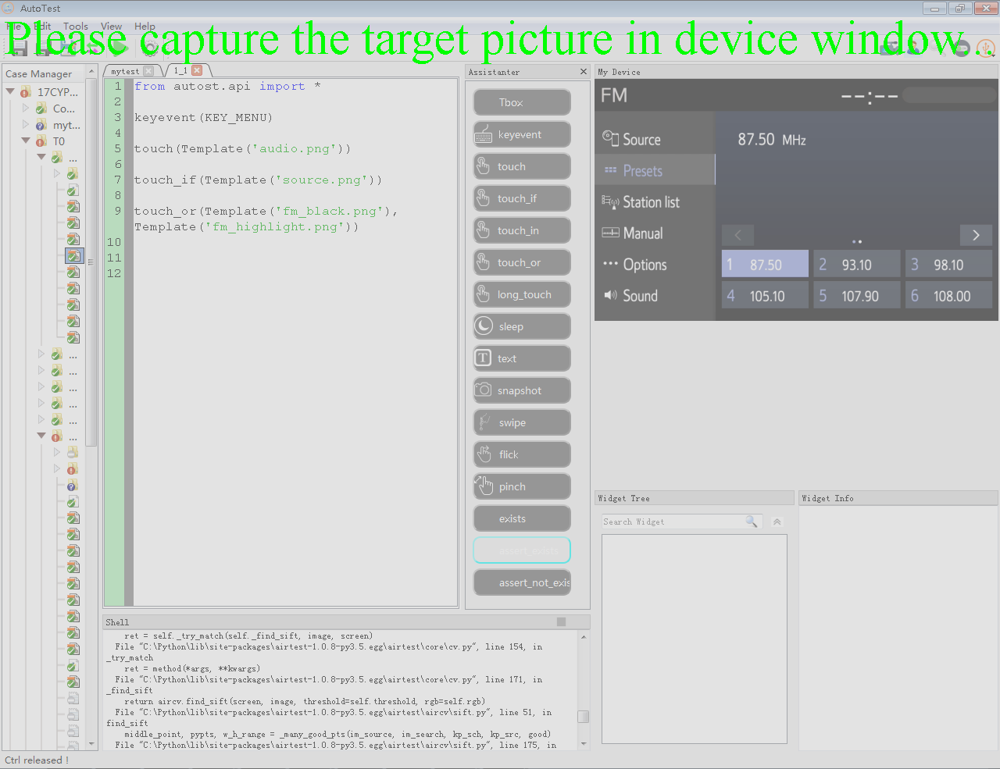 AutoTest
File Edit Tools View Help
Please capture the target picture in device window...
Case Manager
17CYP...
Co...
myt...
T0
...
...
...
...
...
...
...
mytest
1_1
1 from autost.api import *
2
3 keyevent(KEY_MENU)
4
5 touch(Template('audio.png'))
6
7 touch_if(Template('source.png'))
8
9 touch_or(Template('fm_black.png'),
Template('fm_highlight.png'))
10
11
12
Assistanter
Tbox
keyevent
touch
touch_if
touch_in
touch_or
long_touch
sleep
text
snapshot
swipe
flick
pinch
exists
assert_exists
assert_not_exis
My Device
FM
--:--
Source
Presets
Station list
Manual
Options
Sound
87.50 MHz
1 87.50
2 93.10
3 98.10
4 105.10
5 107.90
6 108.00
Widget Tree
Search Widget
Widget Info
Shell
ret = self._try_match(self._find_sift, image, screen)
File "C:\Python\lib\site-packages\airtest-1.0.8-py3.5.egg\airtest\core\cv.py", line 154, in
_try_match
ret = method(*args, **kwargs)
File "C:\Python\lib\site-packages\airtest-1.0.8-py3.5.egg\airtest\core\cv.py", line 171, in
_find_sift
return aircv.find_sift(screen, image, threshold=self.threshold, rgb=self.rgb)
File "C:\Python\lib\site-packages\airtest-1.0.8-py3.5.egg\airtest\aircv\sift.py", line 51, in
find_sift
middle_point, pypts, w_h_range = _many_good_pts(im_source, im_search, kp_sch, kp_src, good)
File "C:\Python\lib\site-packages\airtest-1.0.8-py3.5.egg\airtest\aircv\sift.py", line 175, in
Ctrl released !